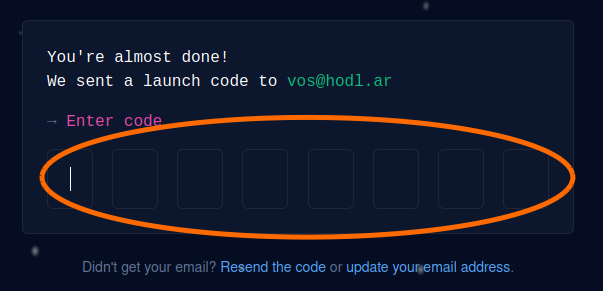 You're almost done!
We sent a launch code to vos@hodl.ar
→ Enter code
Didn't get your email? Resend the code or update your email address.